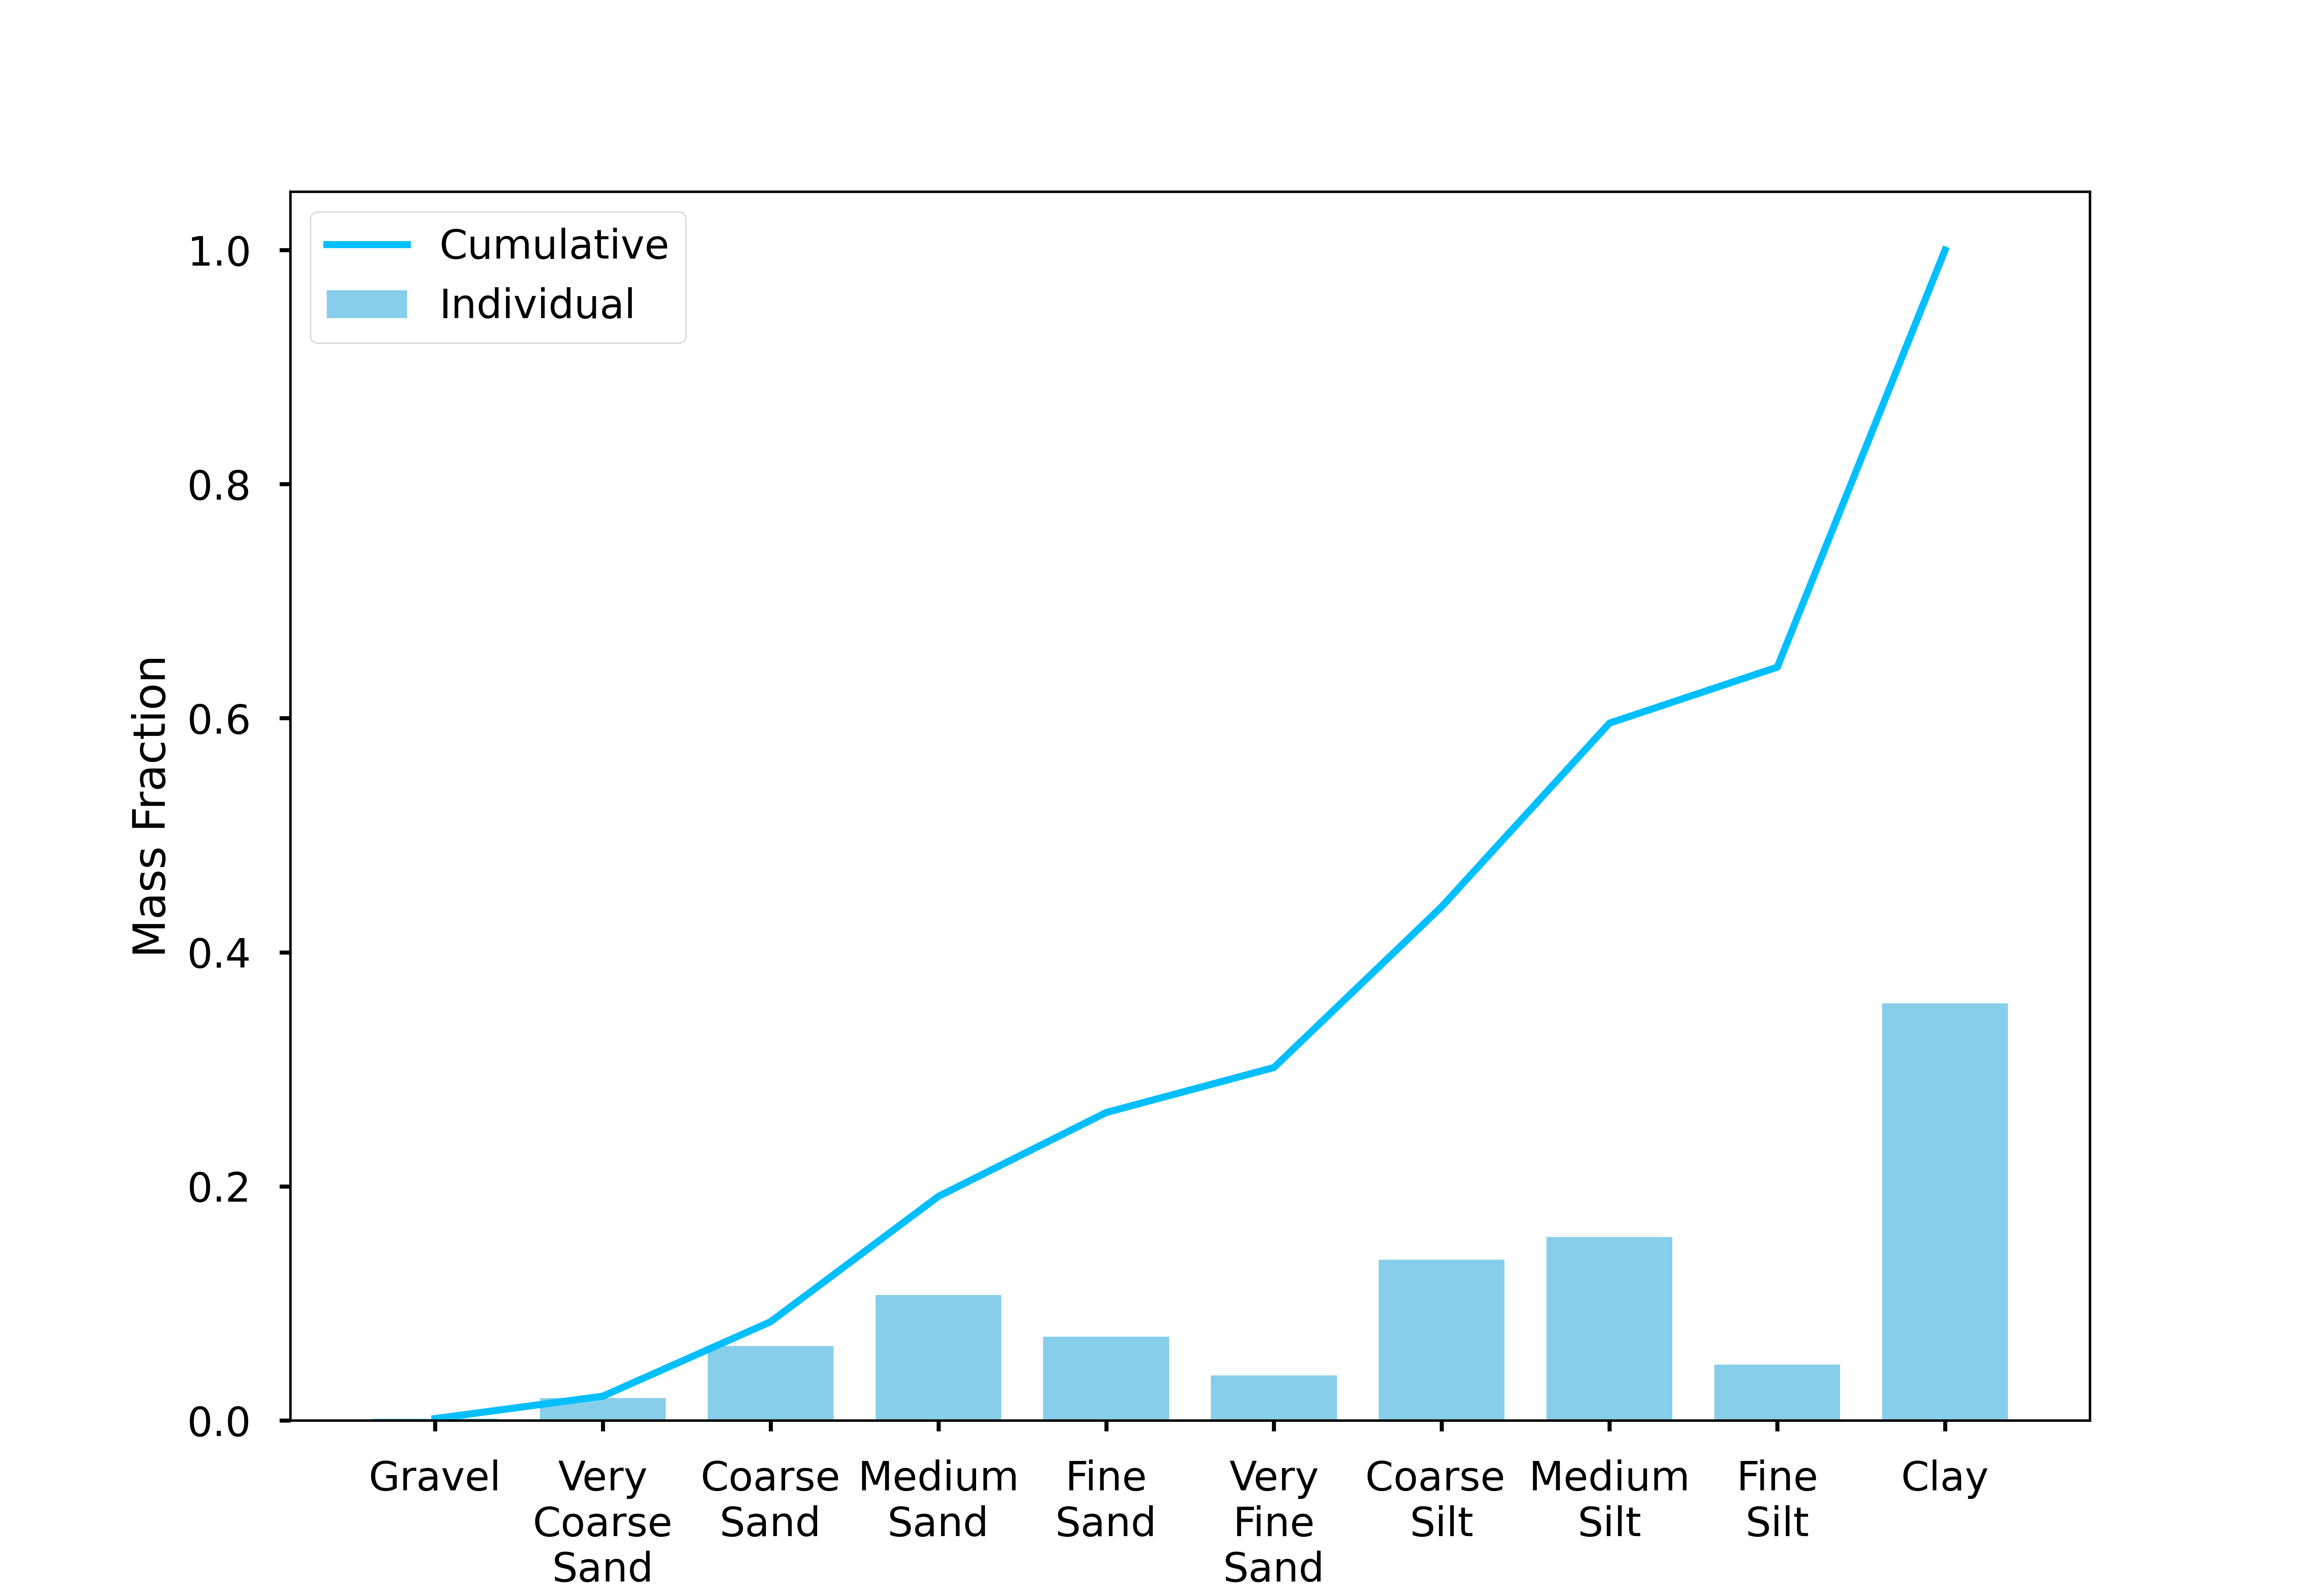 Cumulative
Individual
1.0
0.8
0.6
0.4
0.2
0.0
Mass Fraction
Gravel
Very
Coarse
Sand
Coarse
Sand
Medium
Sand
Fine
Sand
Very
Fine
Sand
Coarse
Silt
Medium
Silt
Fine
Silt
Clay